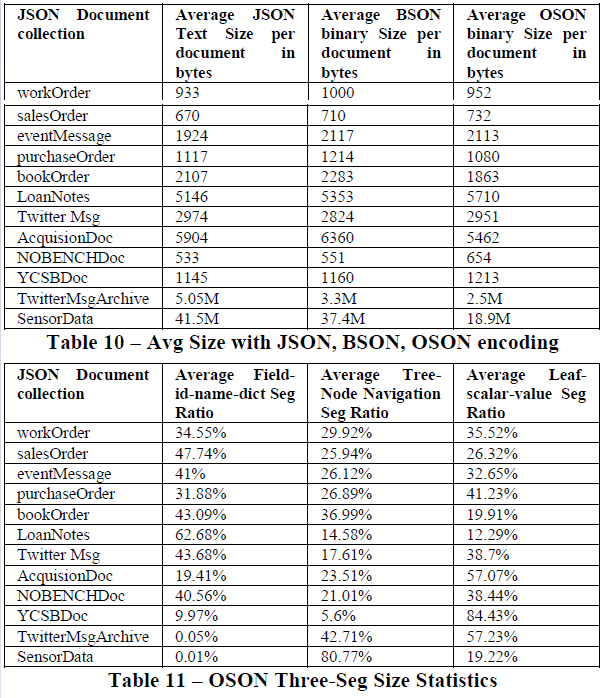 JSON Document collection | Average JSON Text Size per document in bytes | Average BSON binary Size per document in bytes | Average OSON binary Size per document in bytes
workOrder | 933 | 1000 | 952
salesOrder | 670 | 710 | 732
eventMessage | 1924 | 2117 | 2113
purchaseOrder | 1117 | 1214 | 1080
bookOrder | 2107 | 2283 | 1863
LoanNotes | 5146 | 5353 | 5710
Twitter Msg | 2974 | 2824 | 2951
AcquisionDoc | 5904 | 6360 | 5462
NOBENCHDoc | 533 | 551 | 654
YCSBDoc | 1145 | 1160 | 1213
TwitterMsgArchive | 5.05M | 3.3M | 2.5M
SensorData | 41.5M | 37.4M | 18.9M
Table 10 – Avg Size with JSON, BSON, OSON encoding
JSON Document collection | Average Field-id-name-dict Seg Ratio | Average Tree-Node Navigation Seg Ratio | Average Leaf-scalar-value Seg Ratio
workOrder | 34.55% | 29.92% | 35.52%
salesOrder | 47.74% | 25.94% | 26.32%
eventMessage | 41% | 26.12% | 32.65%
purchaseOrder | 31.88% | 26.89% | 41.23%
bookOrder | 43.09% | 36.99% | 19.91%
LoanNotes | 62.68% | 14.58% | 12.29%
Twitter Msg | 43.68% | 17.61% | 38.7%
AcquisionDoc | 19.41% | 23.51% | 57.07%
NOBENCHDoc | 40.56% | 21.01% | 38.44%
YCSBDoc | 9.97% | 5.6% | 84.43%
TwitterMsgArchive | 0.05% | 42.71% | 57.23%
SensorData | 0.01% | 80.77% | 19.22%
Table 11 – OSON Three-Seg Size Statistics